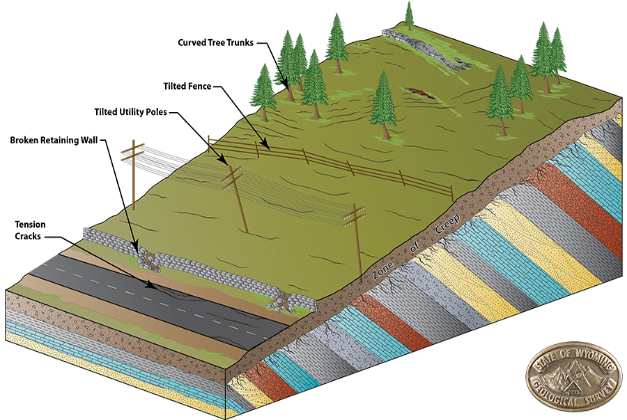 Curved Tree Trunks
Tilted Fence
Tilted Utility Poles
Broken Retaining Wall
Tension
Cracks
Zone of Creep
STATE OF WYOMING
GEOLOGICAL SURVEY